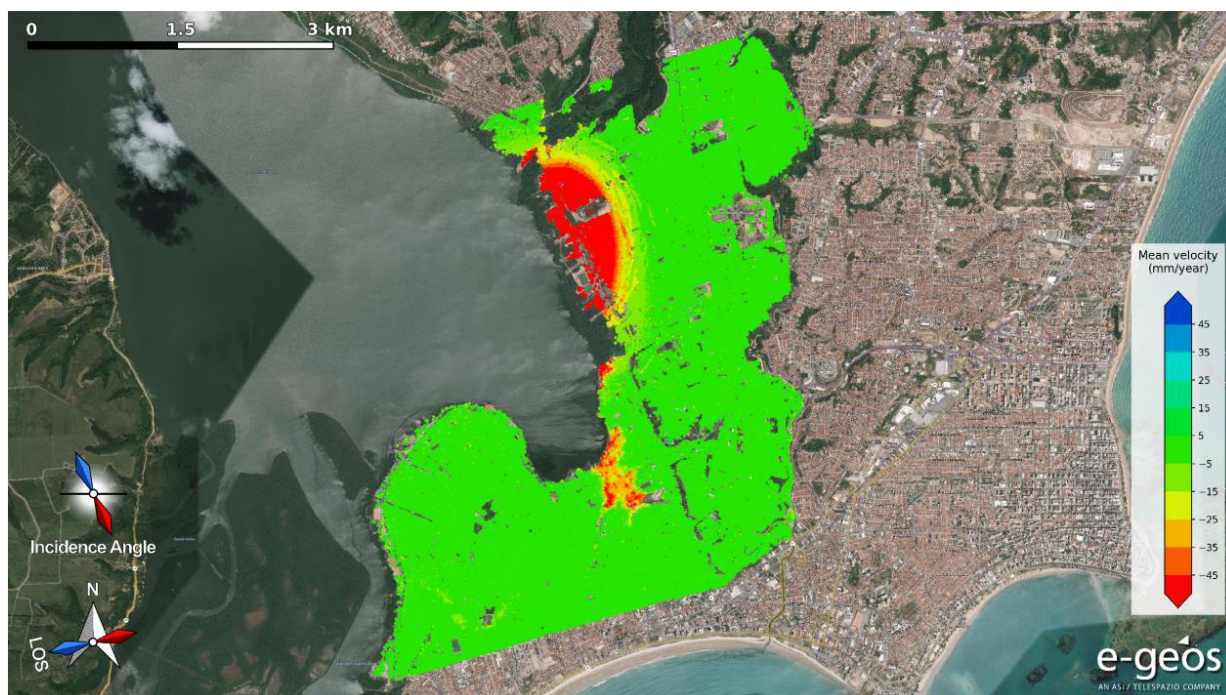 0 1.5 3 km
Mean velocity
(mm/year)
45
35
25
15
5
−5
−15
−25
−35
−45
Incidence Angle
N
LOS
e-geos
AN ASI / TELESPAZIO COMPANY